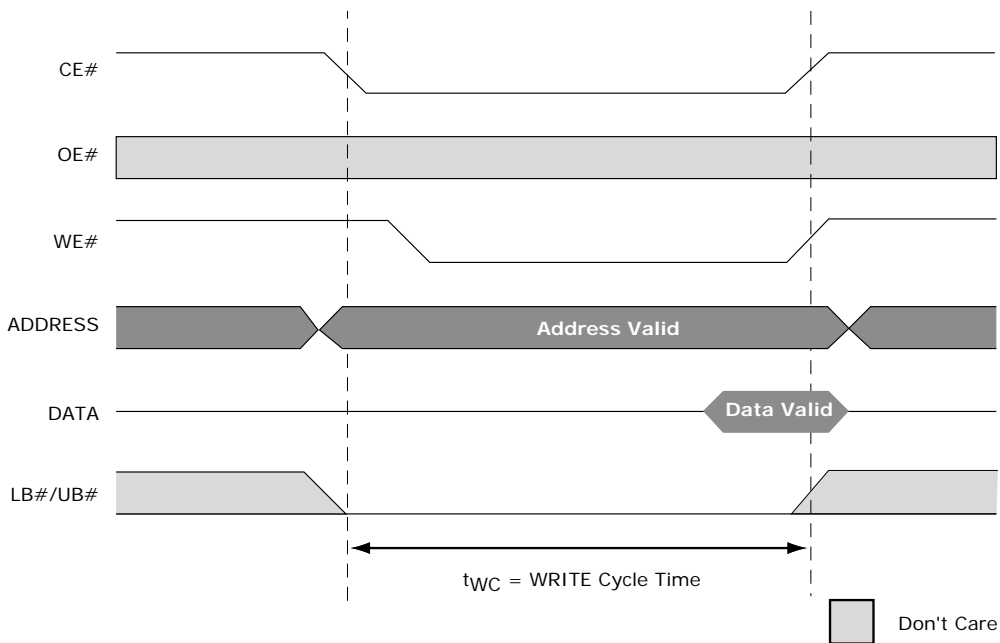 CE#
OE#
WE#
ADDRESS
Address Valid
DATA
Data Valid
LB#/UB#
tWC = WRITE Cycle Time
Don't Care